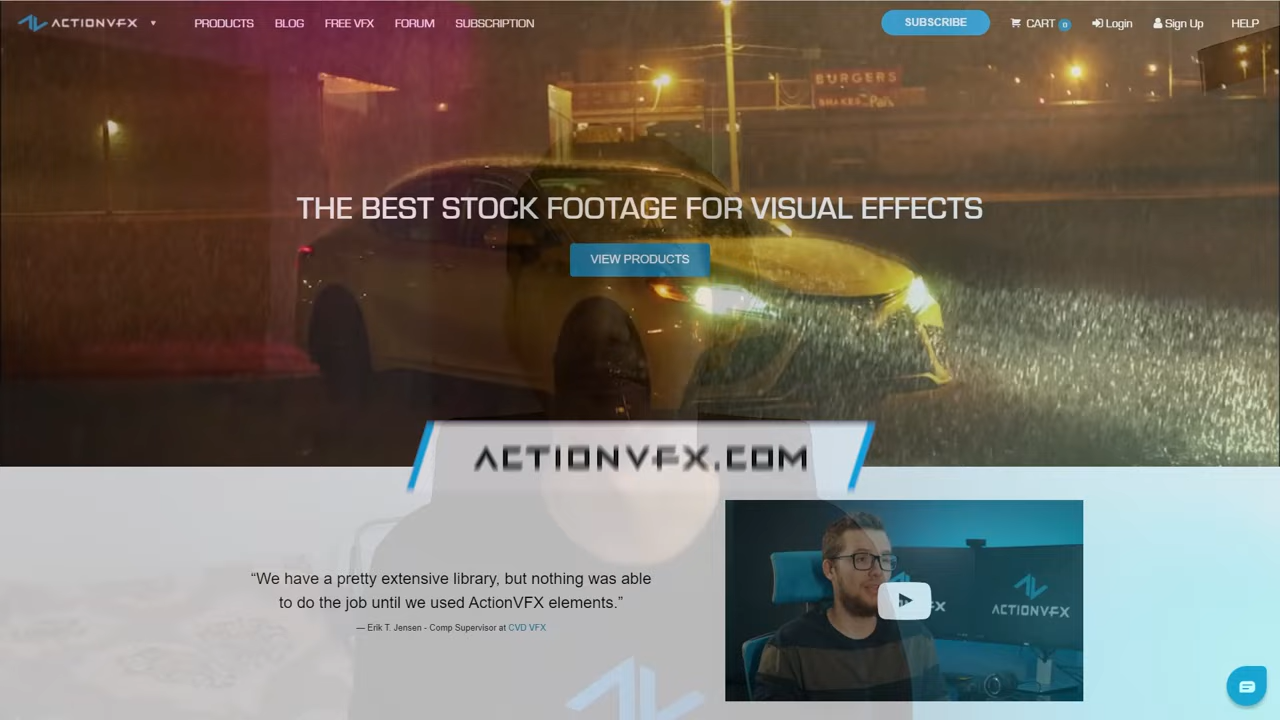 ACTIONVFX
PRODUCTS
BLOG
FREE VFX
FORUM
SUBSCRIPTION
SUBSCRIBE
CART 0
Login
Sign Up
HELP
BURGERS
SHAKES
THE BEST STOCK FOOTAGE FOR VISUAL EFFECTS
VIEW PRODUCTS
ACTIONVFX.COM
“We have a pretty extensive library, but nothing was able
to do the job until we used ActionVFX elements.”
— Erik T. Jensen - Comp Supervisor at CVD VFX
ACTIONVFX